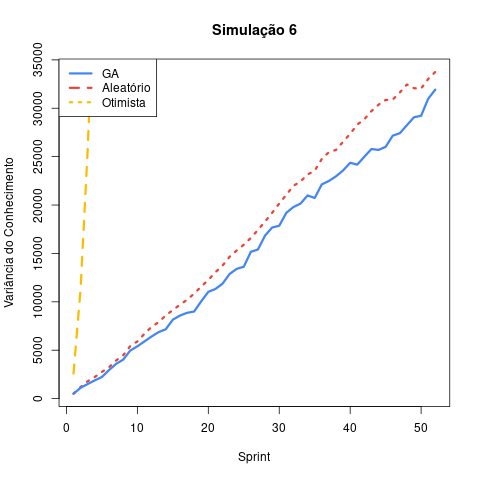 Simulação 6
GA
Aleatório
Otimista
Variância do Conhecimento
0
5000
10000
15000
20000
25000
30000
35000
0 10 20 30 40 50
Sprint